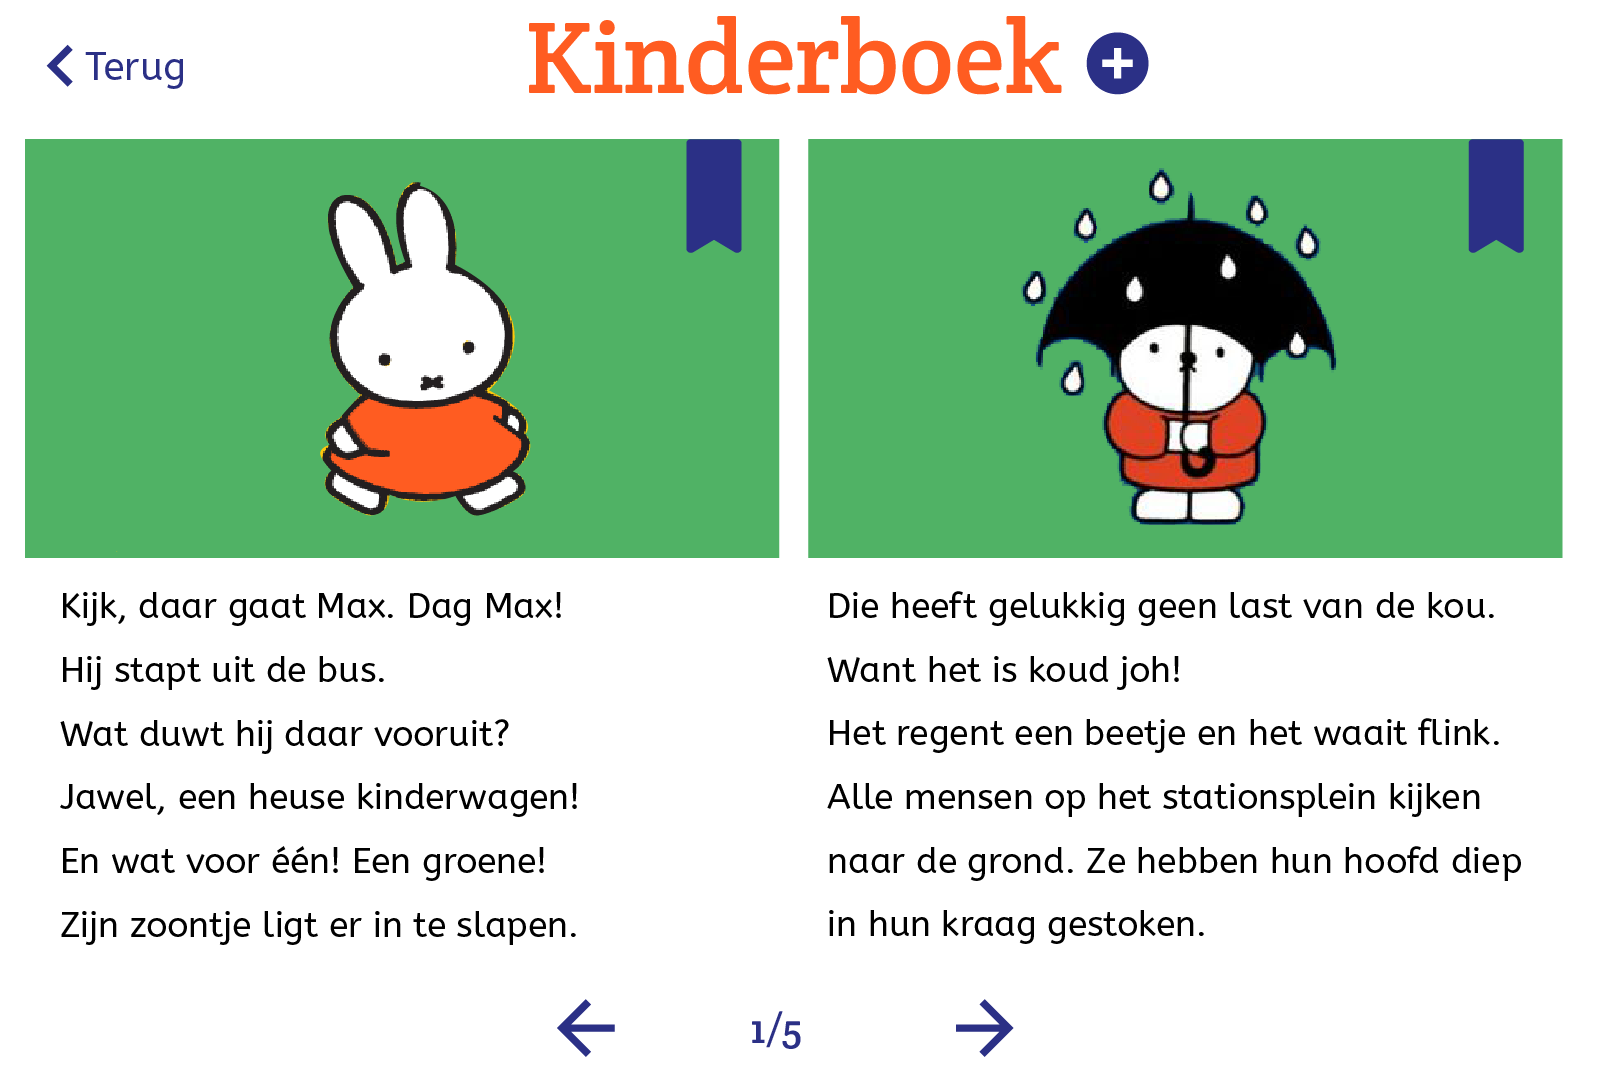 Terug
Kinderboek
Kijk, daar gaat Max. Dag Max!
Hij stapt uit de bus.
Wat duwt hij daar vooruit?
Jawel, een heuse kinderwagen!
En wat voor één! Een groene!
Zijn zoontje ligt er in te slapen.
Die heeft gelukkig geen last van de kou.
Want het is koud joh!
Het regent een beetje en het waait flink.
Alle mensen op het stationsplein kijken
naar de grond. Ze hebben hun hoofd diep
in hun kraag gestoken.
1/5